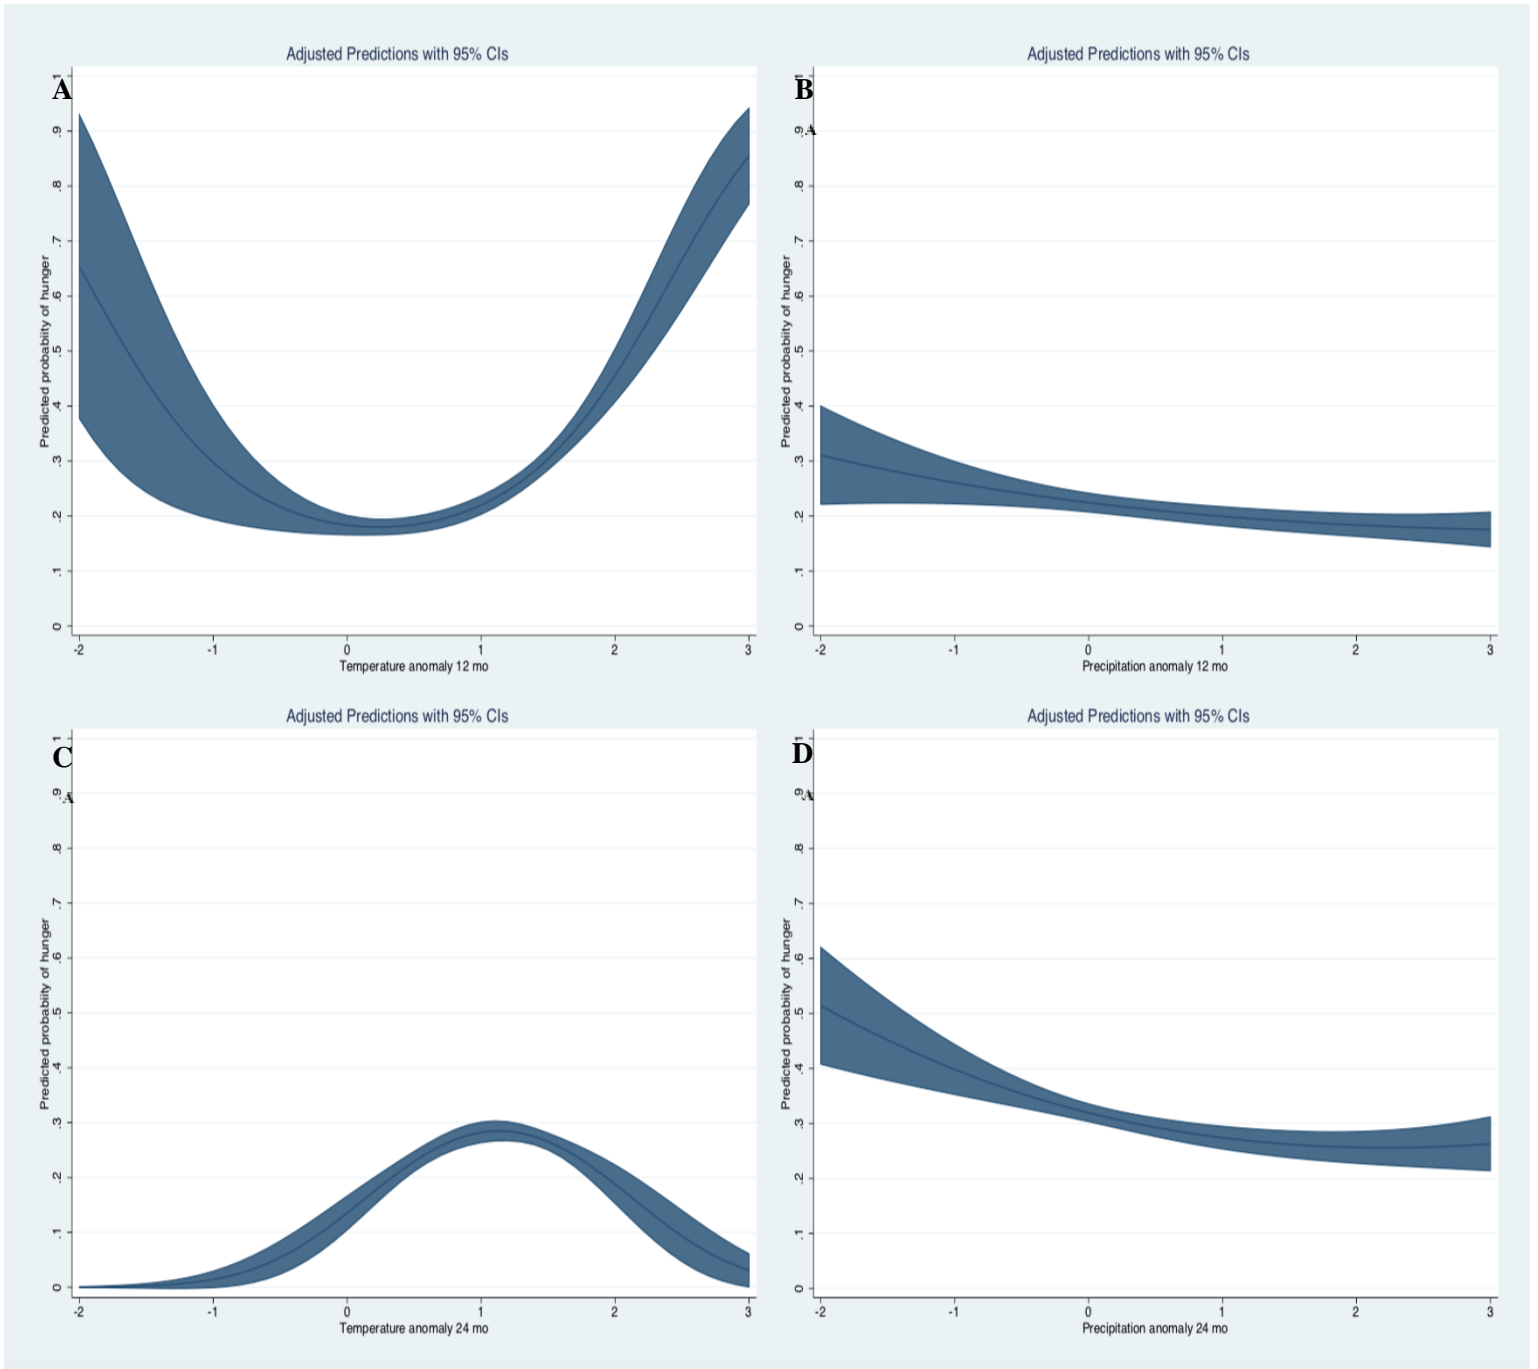 Adjusted Predictions with 95% CIs
A
Predicted probabiity of hunger
1
.9
.8
.7
.6
.5
.4
.3
.2
.1
0
-2 -1 0 1 2 3
Temperature anomaly 12 mo
Adjusted Predictions with 95% CIs
B
A
Predicted probabiity of hunger
1
.9
.8
.7
.6
.5
.4
.3
.2
.1
0
-2 -1 0 1 2 3
Precipitation anomaly 12 mo
Adjusted Predictions with 95% CIs
C
A
Predicted probabiity of hunger
1
.9
.8
.7
.6
.5
.4
.3
.2
.1
0
-2 -1 0 1 2 3
Temperature anomaly 24 mo
Adjusted Predictions with 95% CIs
D
A
Predicted probabiity of hunger
1
.9
.8
.7
.6
.5
.4
.3
.2
.1
0
-2 -1 0 1 2 3
Precipitation anomaly 24 mo